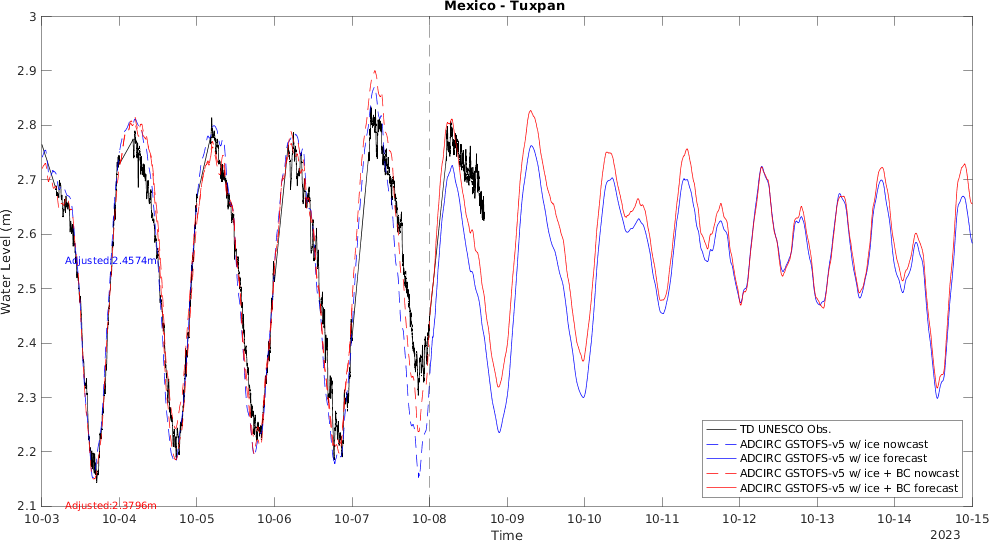 Mexico - Tuxpan
3
2.9
2.8
2.7
2.6
2.5
2.4
2.3
2.2
2.1
Water Level (m)
Adjusted:2.4574m
Adjusted:2.3796m
TD UNESCO Obs.
ADCIRC GSTOFS-v5 w/ ice nowcast
ADCIRC GSTOFS-v5 w/ ice forecast
ADCIRC GSTOFS-v5 w/ ice + BC nowcast
ADCIRC GSTOFS-v5 w/ ice + BC forecast
10-03 10-04 10-05 10-06 10-07 10-08 10-09 10-10 10-11 10-12 10-13 10-14 10-15
Time
2023